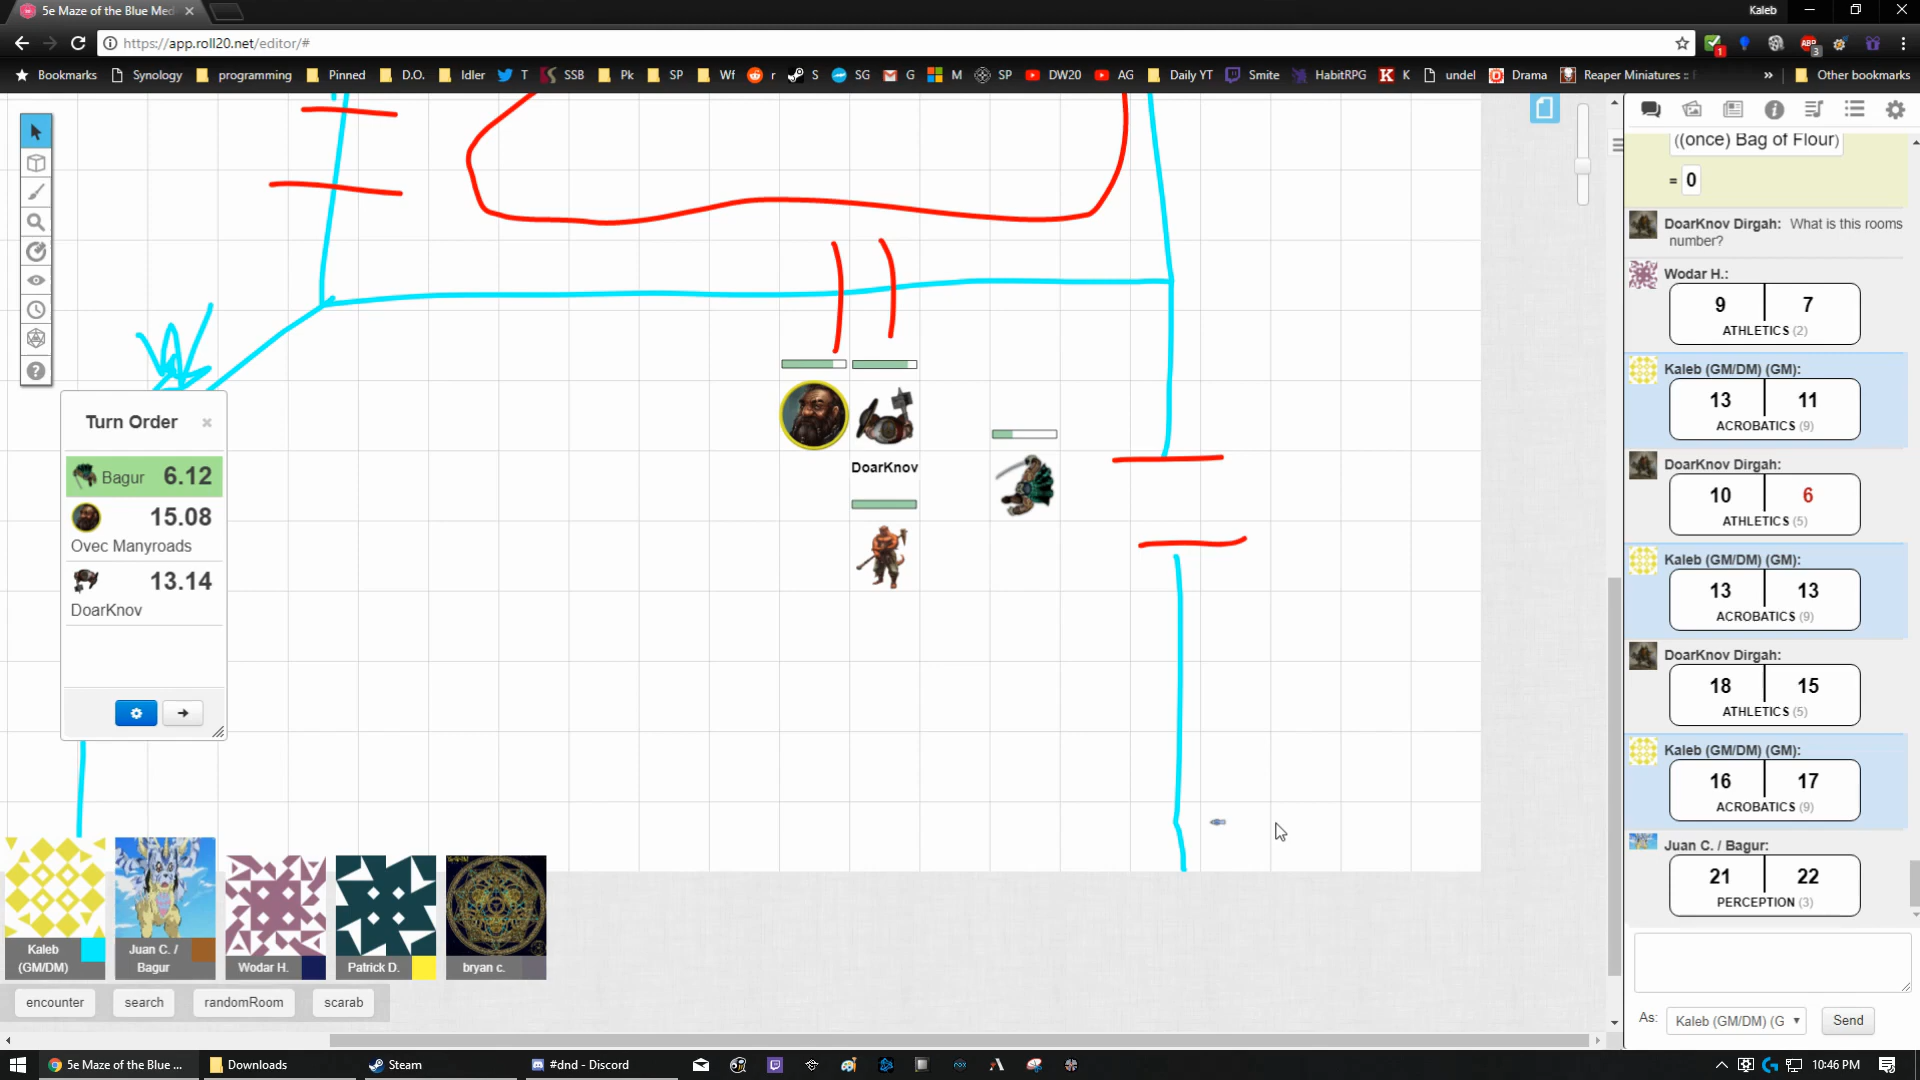 5e Maze of the Blue Med
Kaleb
https://app.roll20.net/editor/#
Bookmarks Synology programming Pinned D.O. Idler T SSB Pk SP Wf r S SG G M SP DW20 AG Daily YT Smite HabitRPG K undel Drama Reaper Miniatures :: » Other bookmarks
((once) Bag of Flour)
= 0
DoarKnov Dirgah: What is this rooms
number?
Wodar H.:
9 7
ATHLETICS (2)
Kaleb (GM/DM) (GM):
13 11
ACROBATICS (9)
DoarKnov Dirgah:
10 6
ATHLETICS (5)
Kaleb (GM/DM) (GM):
13 13
ACROBATICS (9)
DoarKnov Dirgah:
18 15
ATHLETICS (5)
Kaleb (GM/DM) (GM):
16 17
ACROBATICS (9)
Juan C. / Bagur:
21 22
PERCEPTION (3)
As: Kaleb (GM/DM) (G Send
DoarKnov
Turn Order ×
Bagur 6.12
15.08
Ovec Manyroads
13.14
DoarKnov
Kaleb
(GM/DM)
Juan C. /
Bagur
Wodar H.
Patrick D.
bryan c.
encounter search randomRoom scarab
5e Maze of the Blue ... Downloads Steam #dnd - Discord 10:46 PM